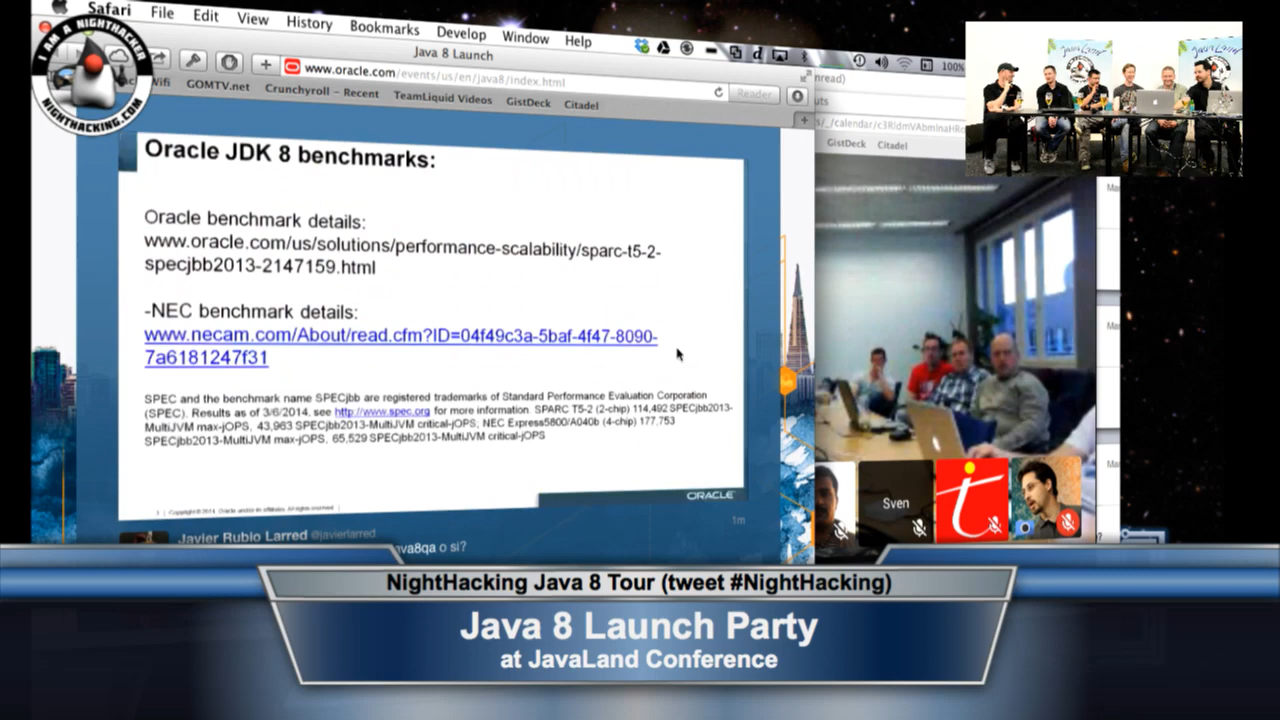 Safari File Edit View History Bookmarks Develop Window Help
100%
I AM A NIGHTHACKER
NIGHTHACKING.COM
Java 8 Launch
www.oracle.com/events/us/en/java8/index.html
Reader
Wifi GOMTV.net Crunchyroll – Recent TeamLiquid Videos GistDeck Citadel
GistDeck Citadel
Oracle JDK 8 benchmarks:
Oracle benchmark details:
www.oracle.com/us/solutions/performance-scalability/sparc-t5-2-
specjbb2013-2147159.html
-NEC benchmark details:
www.necam.com/About/read.cfm?ID=04f49c3a-5baf-4f47-8090-
7a6181247f31
SPEC and the benchmark name SPECjbb are registered trademarks of Standard Performance Evaluation Corporation
(SPEC). Results as of 3/6/2014, see http://www.spec.org for more information. SPARC T5-2 (2-chip) 114,492 SPECjbb2013-
MultiJVM max-jOPS, 43,963 SPECjbb2013-MultiJVM critical-jOPS; NEC Express5800/A040b (4-chip) 177,753
SPECjbb2013-MultiJVM max-jOPS, 65,529 SPECjbb2013-MultiJVM critical-jOPS
ORACLE
1m
Javier Rubio Larred @javierlarred
o si?
Sven
NightHacking Java 8 Tour (tweet #NightHacking)
Java 8 Launch Party
at JavaLand Conference